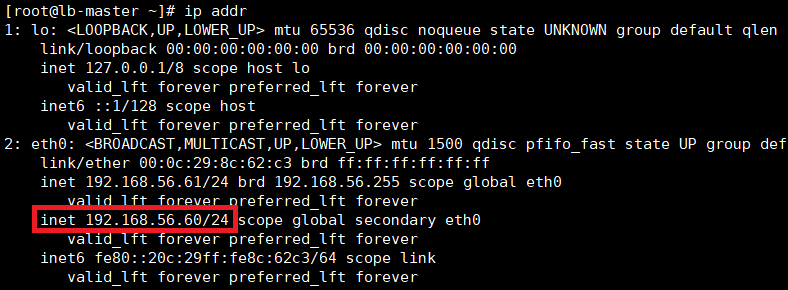 [root@lb-master ~]# ip addr
1: lo: <LOOPBACK,UP,LOWER_UP> mtu 65536 qdisc noqueue state UNKNOWN group default qlen
    link/loopback 00:00:00:00:00:00 brd 00:00:00:00:00:00
    inet 127.0.0.1/8 scope host lo
       valid_lft forever preferred_lft forever
    inet6 ::1/128 scope host
       valid_lft forever preferred_lft forever
2: eth0: <BROADCAST,MULTICAST,UP,LOWER_UP> mtu 1500 qdisc pfifo_fast state UP group def
    link/ether 00:0c:29:8c:62:c3 brd ff:ff:ff:ff:ff:ff
    inet 192.168.56.61/24 brd 192.168.56.255 scope global eth0
       valid_lft forever preferred_lft forever
    inet 192.168.56.60/24 scope global secondary eth0
       valid_lft forever preferred_lft forever
    inet6 fe80::20c:29ff:fe8c:62c3/64 scope link
       valid_lft forever preferred_lft forever